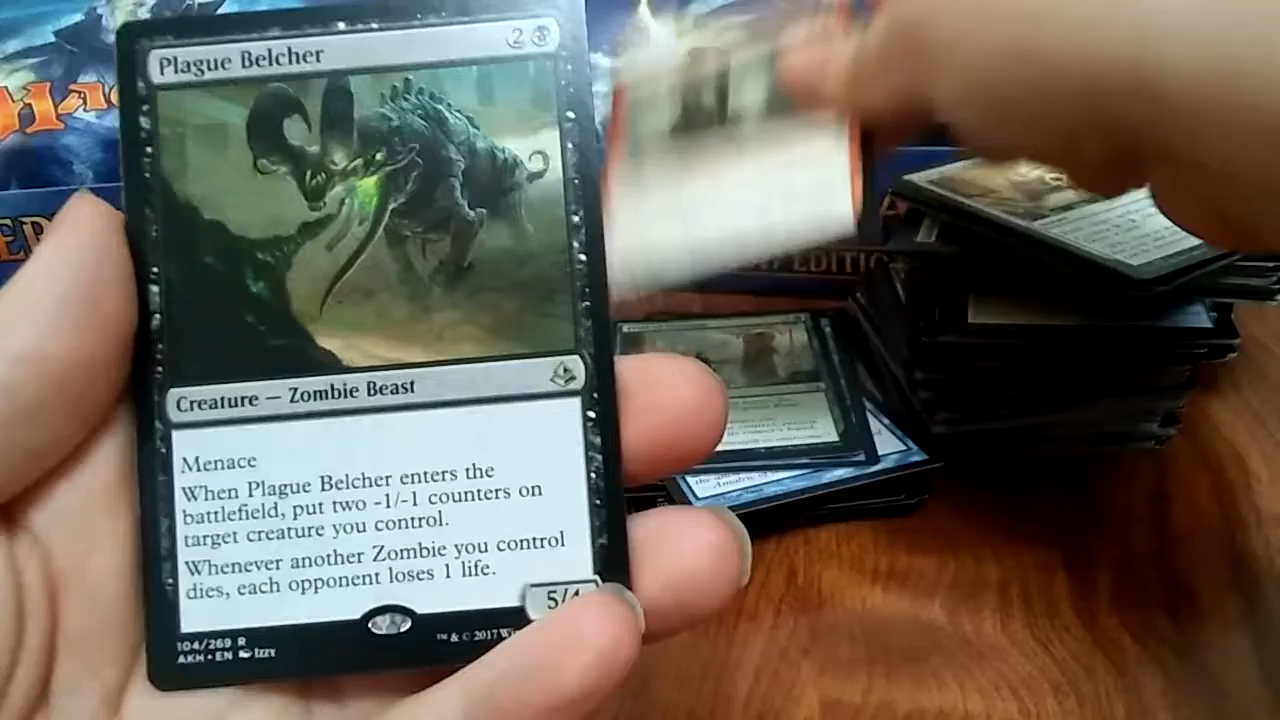 Plague Belcher
2
Creature — Zombie Beast
Menace
When Plague Belcher enters the
battlefield, put two -1/-1 counters on
target creature you control.
Whenever another Zombie you control
dies, each opponent loses 1 life.
5/4
104/269 R
AKH • EN Izzy
™ & © 2017
EDITIO